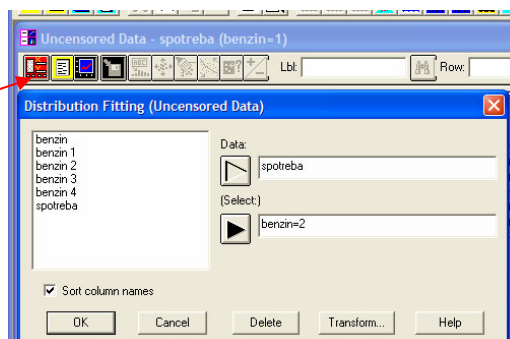 Uncensored Data - spotreba (benzin=1)
Lbl:
Row:
Distribution Fitting (Uncensored Data)
benzin
benzin 1
benzin 2
benzin 3
benzin 4
spotreba
Data:
spotreba
(Select:)
benzin=2
Sort column names
OK
Cancel
Delete
Transform...
Help